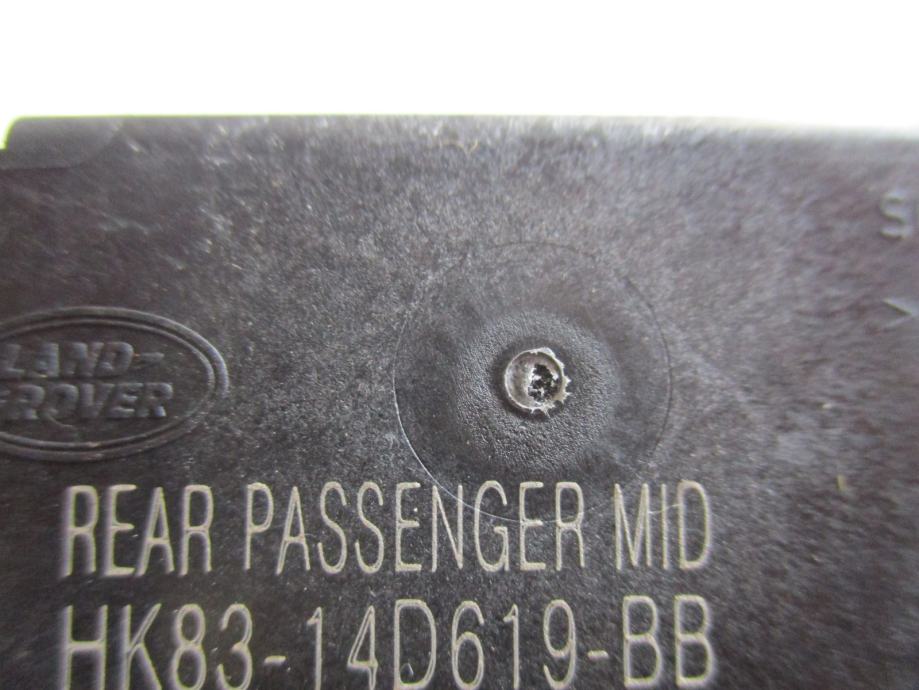 LAND-
ROVER
REAR PASSENGER MID
HK83-14D619-BB